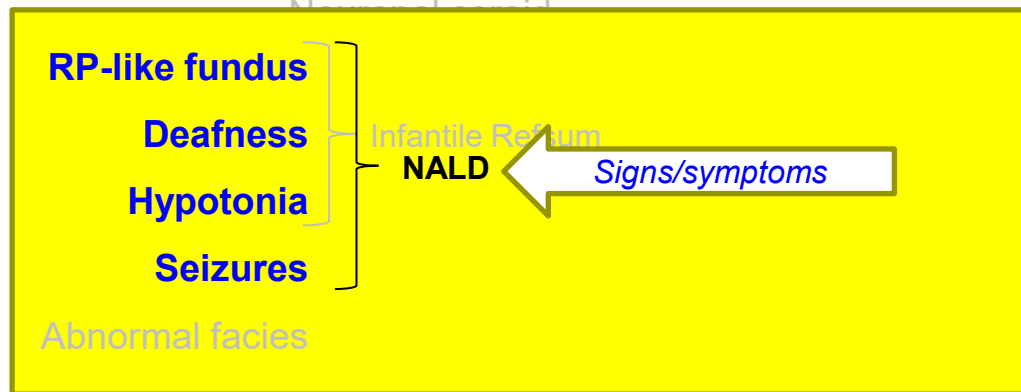 RP-like fundus
Deafness
Infantile Refsum
NALD
Signs/symptoms
Hypotonia
Seizures
Abnormal facies